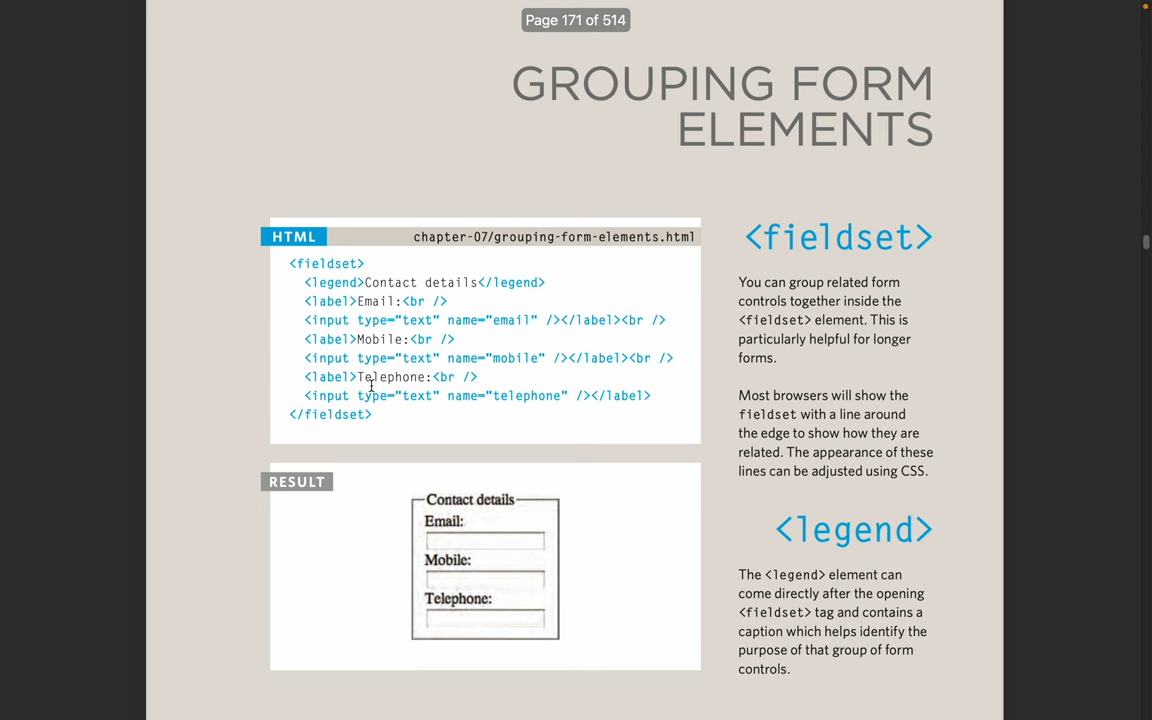 Page 171 of 514
GROUPING FORM
ELEMENTS
HTML
chapter-07/grouping-form-elements.html
<fieldset>
<legend>Contact details</legend>
<label>Email:<br />
<input type="text" name="email" /></label><br />
<label>Mobile:<br />
<input type="text" name="mobile" /></label><br />
<label>Telephone:<br />
<input type="text" name="telephone" /></label>
</fieldset>
RESULT
Contact details
Email:
Mobile:
Telephone:
<fieldset>
You can group related form
controls together inside the
<fieldset> element. This is
particularly helpful for longer
forms.
Most browsers will show the
fieldset with a line around
the edge to show how they are
related. The appearance of these
lines can be adjusted using CSS.
<legend>
The <legend> element can
come directly after the opening
<fieldset> tag and contains a
caption which helps identify the
purpose of that group of form
controls.